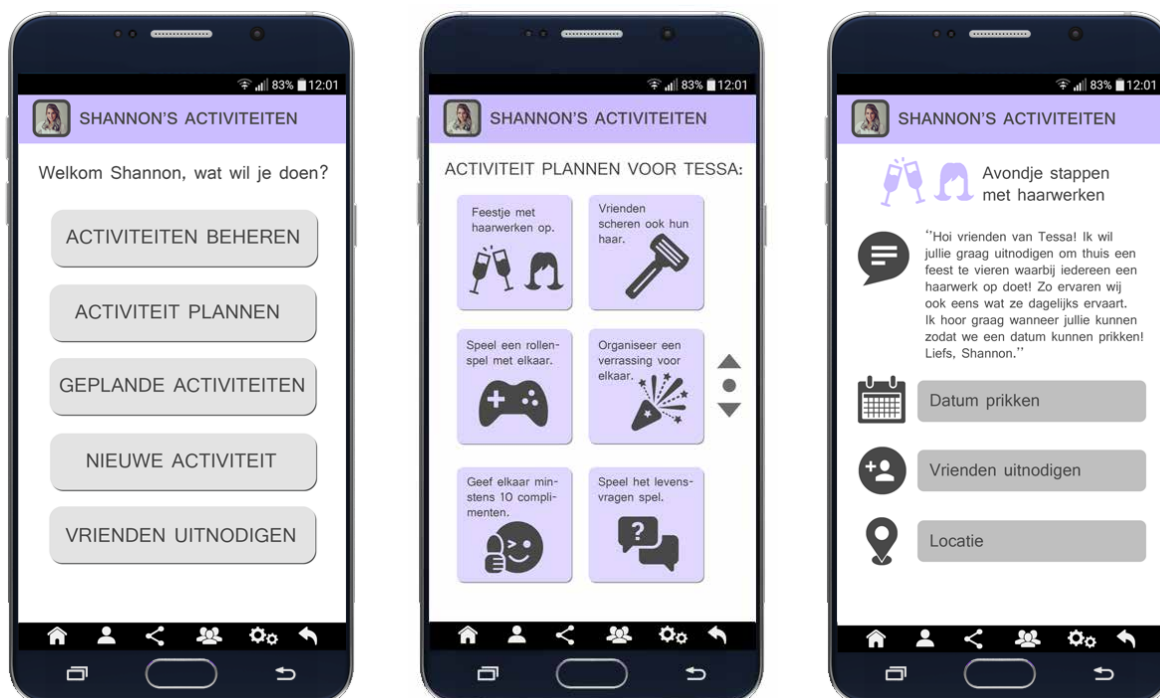 83% 12:01
SHANNON'S ACTIVITEITEN
Welkom Shannon, wat wil je doen?
ACTIVITEITEN BEHEREN
ACTIVITEIT PLANNEN
GEPLANDE ACTIVITEITEN
NIEUWE ACTIVITEIT
VRIENDEN UITNODIGEN
83% 12:01
SHANNON'S ACTIVITEITEN
ACTIVITEIT PLANNEN VOOR TESSA:
Feestje met
haarwerken op.
Vrienden
scheren ook hun
haar.
Speel een rollen-
spel met elkaar.
Organiseer een
verrassing voor
elkaar.
Geef elkaar min-
stens 10 compli-
menten.
Speel het levens-
vragen spel.
?
83% 12:01
SHANNON'S ACTIVITEITEN
Avondje stappen
met haarwerken
‘‘Hoi vrienden van Tessa! Ik wil
jullie graag uitnodigen om thuis een
feest te vieren waarbij iedereen een
haarwerk op doet! Zo ervaren wij
ook eens wat ze dagelijks ervaart.
Ik hoor graag wanneer jullie kunnen
zodat we een datum kunnen prikken!
Liefs, Shannon.’’
Datum prikken
Vrienden uitnodigen
Locatie